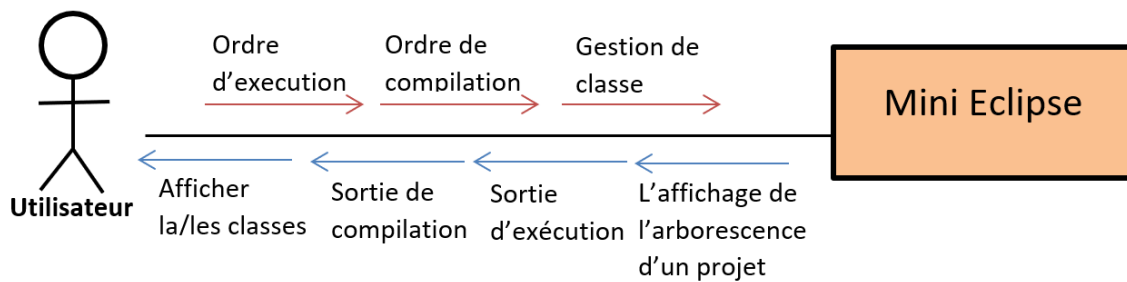 Ordre
d'execution
Ordre de
compilation
Gestion de
classe
Mini Eclipse
Utilisateur
Afficher
la/les classes
Sortie de
compilation
Sortie
d'exécution
L'affichage de
l'arborescence
d'un projet